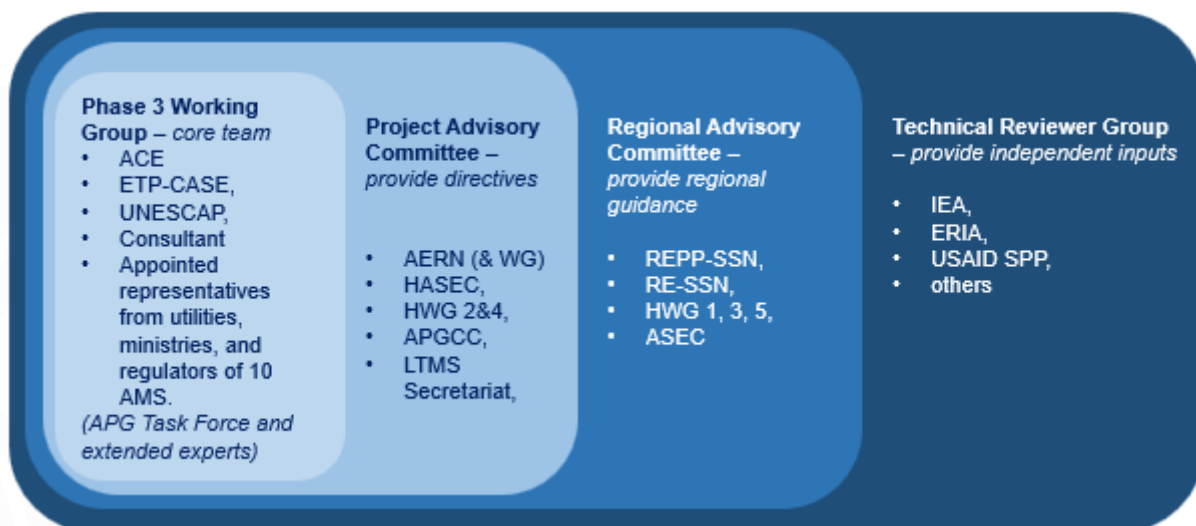 Phase 3 Working
Group – core team
• ACE
• ETP-CASE,
• UNESCAP,
• Consultant
• Appointed
representatives
from utilities,
ministries, and
regulators of 10
AMS.
(APG Task Force and
extended experts)
Project Advisory
Committee –
provide directives
• AERN (& WG)
• HASEC,
• HWG 2&4,
• APGCC,
• LTMS
Secretariat,
Regional Advisory
Committee –
provide regional
guidance
• REPP-SSN,
• RE-SSN,
• HWG 1, 3, 5,
• ASEC
Technical Reviewer Group
– provide independent inputs
• IEA,
• ERIA,
• USAID SPP,
• others